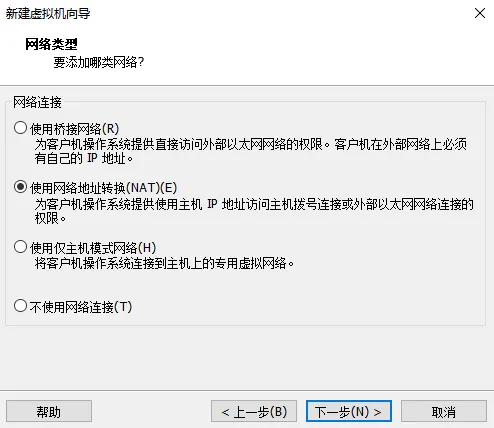 新建虚拟机向导
网络类型
要添加哪类网络?
网络连接
使用桥接网络(R)
为客户机操作系统提供直接访问外部以太网网络的权限。客户机在外部网络上必须
有自己的 IP 地址。
使用网络地址转换(NAT)(E)
为客户机操作系统提供使用主机 IP 地址访问主机拨号连接或外部以太网网络连接的
权限。
使用仅主机模式网络(H)
将客户机操作系统连接到主机上的专用虚拟网络。
不使用网络连接(T)
帮助
< 上一步(B)
下一步(N) >
取消